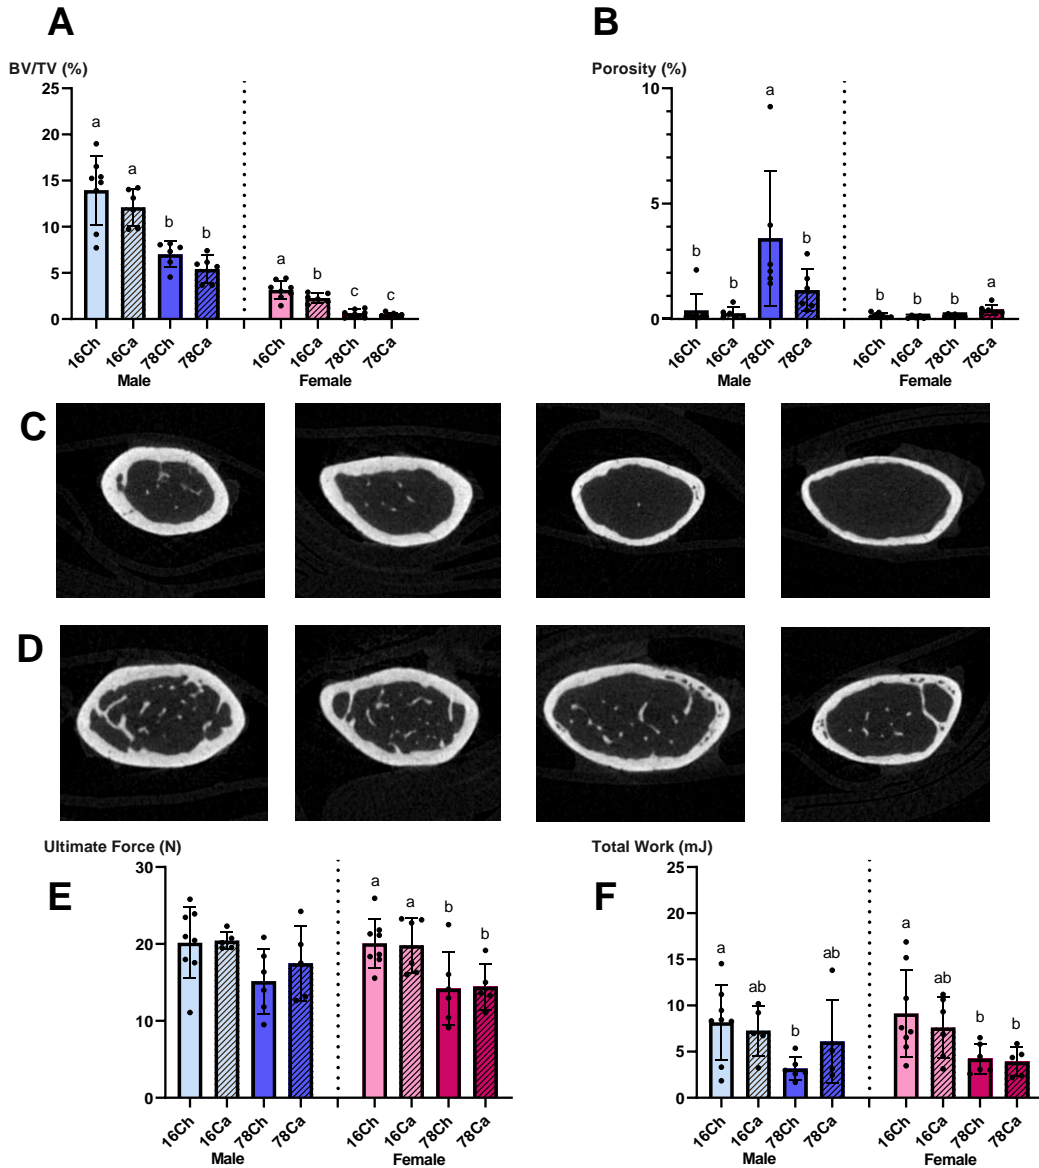 A
BV/TV (%)
25
20
15
10
5
0
a
a
b
b
a
b
c
c
16Ch
16Ca
78Ch
78Ca
16Ch
16Ca
78Ch
78Ca
Male
Female
B
Porosity (%)
10
5
0
b
b
a
b
b
b
b
a
16Ch
16Ca
78Ch
78Ca
16Ch
16Ca
78Ch
78Ca
Male
Female
C
D
E
Ultimate Force (N)
30
20
10
0
a
a
b
b
16Ch
16Ca
78Ch
78Ca
16Ch
16Ca
78Ch
78Ca
Male
Female
F
Total Work (mJ)
25
20
15
10
5
0
a
ab
b
ab
a
ab
b
b
16Ch
16Ca
78Ch
78Ca
16Ch
16Ca
78Ch
78Ca
Male
Female